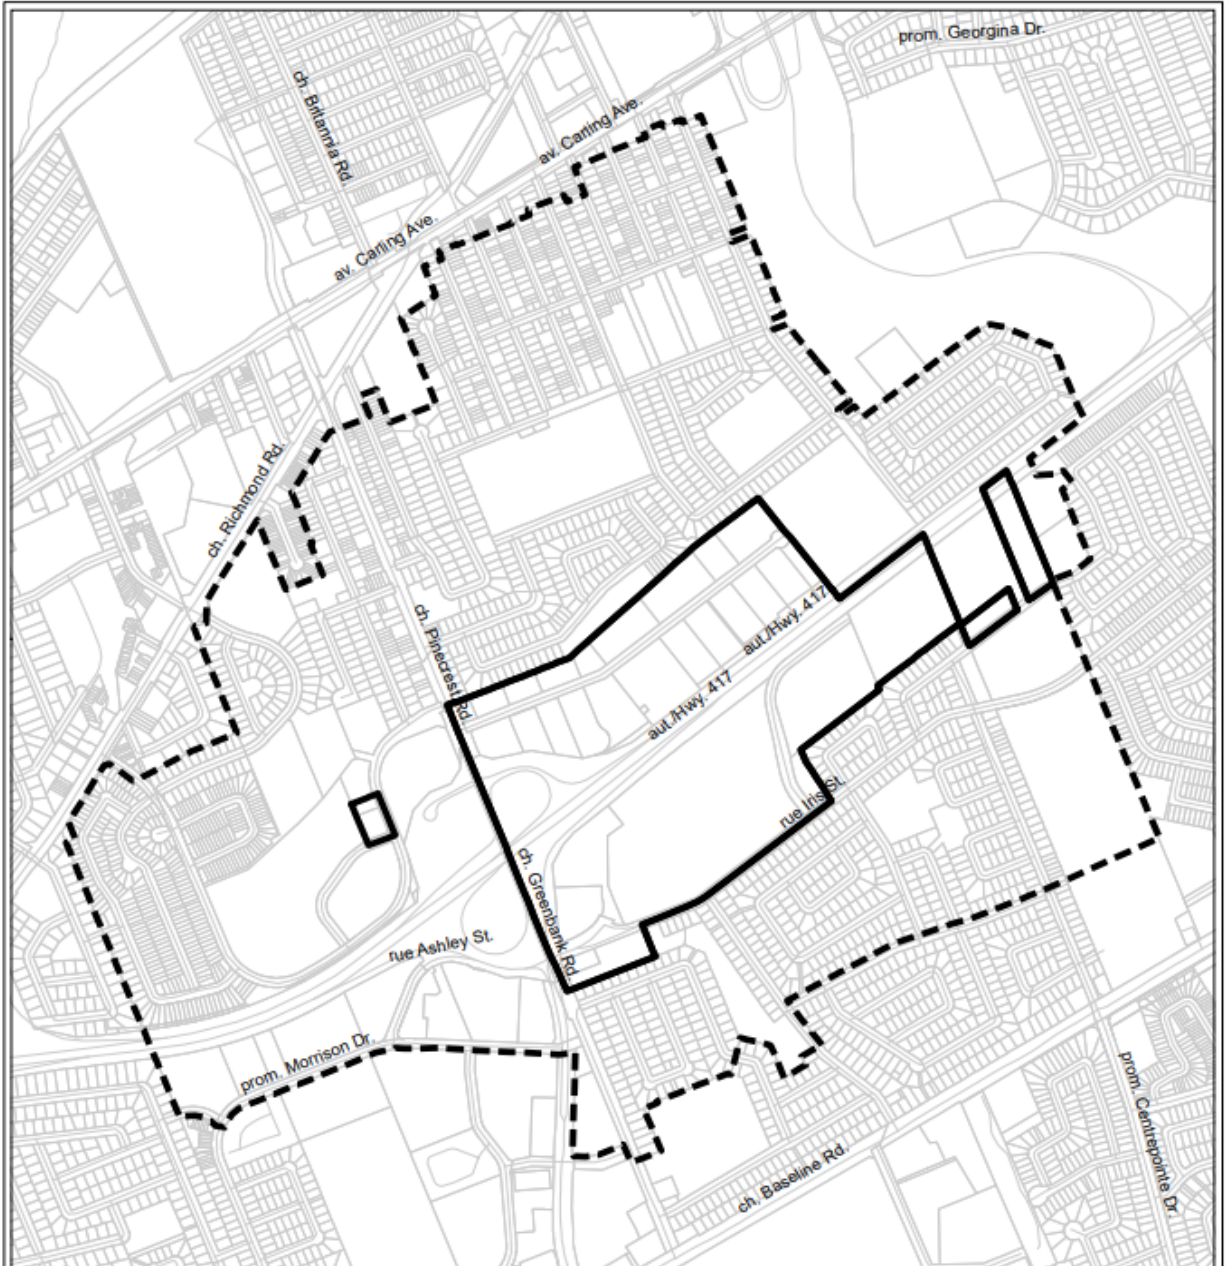 prom. Georgina Dr.
ch. Britannia Rd.
av. Carling Ave.
av. Carling Ave.
ch. Richmond Rd.
ch. Pinecrest Rd.
aut./Hwy. 417
aut./Hwy. 417
rue Iris St.
ch. Greenbank Rd.
rue Ashley St.
prom. Morrison Dr.
ch. Baseline Rd.
prom. Centrepointe Dr.